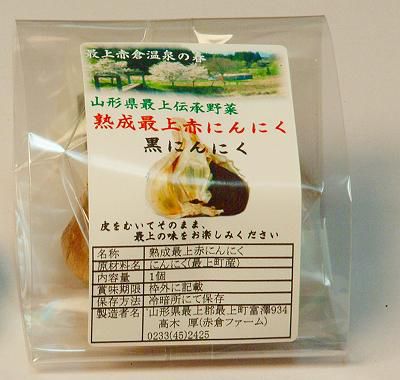 最上赤倉温泉の春
山形県最上伝承野菜
熟成最上赤にんにく
黒にんにく
皮をむいてそのまま、
最上の味をお楽しみください
名称 熟成最上赤にんにく
原材料名 にんにく(最上町産)
内容量 1個
賞味期限 枠外に記載
保存方法 冷暗所にて保存
製造者名 山形県最上郡最上町富澤934
高木 厚(赤倉ファーム)
0233(45)2425